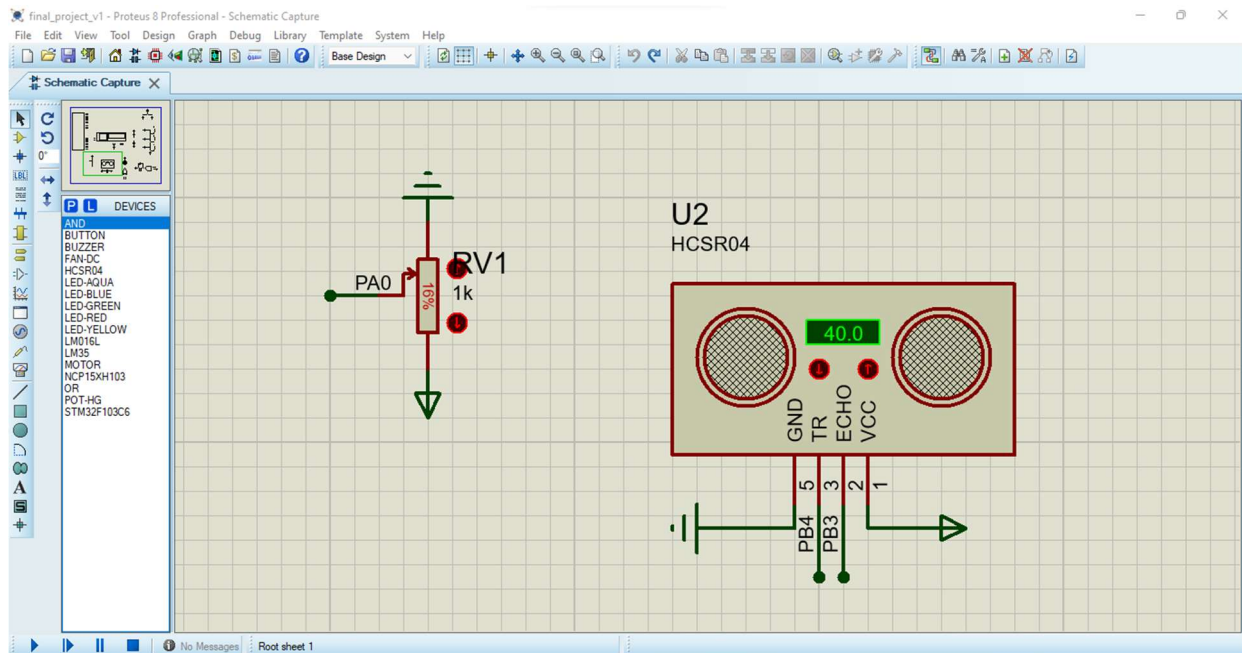 final_project_v1 - Proteus 8 Professional - Schematic Capture
File Edit View Tool Design Graph Debug Library Template System Help
Base Design
Schematic Capture
0°
LBL
P L DEVICES
AND
BUTTON
BUZZER
FAN-DC
HCSR04
LED-AQUA
LED-BLUE
LED-GREEN
LED-RED
LED-YELLOW
LM016L
LM35
MOTOR
NCP15XH103
OR
POT-HG
STM32F103C6
A
S
RV1
1k
PA0
16%
U2
HCSR04
40.0
GND
TR
ECHO
VCC
5
3
2
1
PB4
PB3
No Messages
Root sheet 1